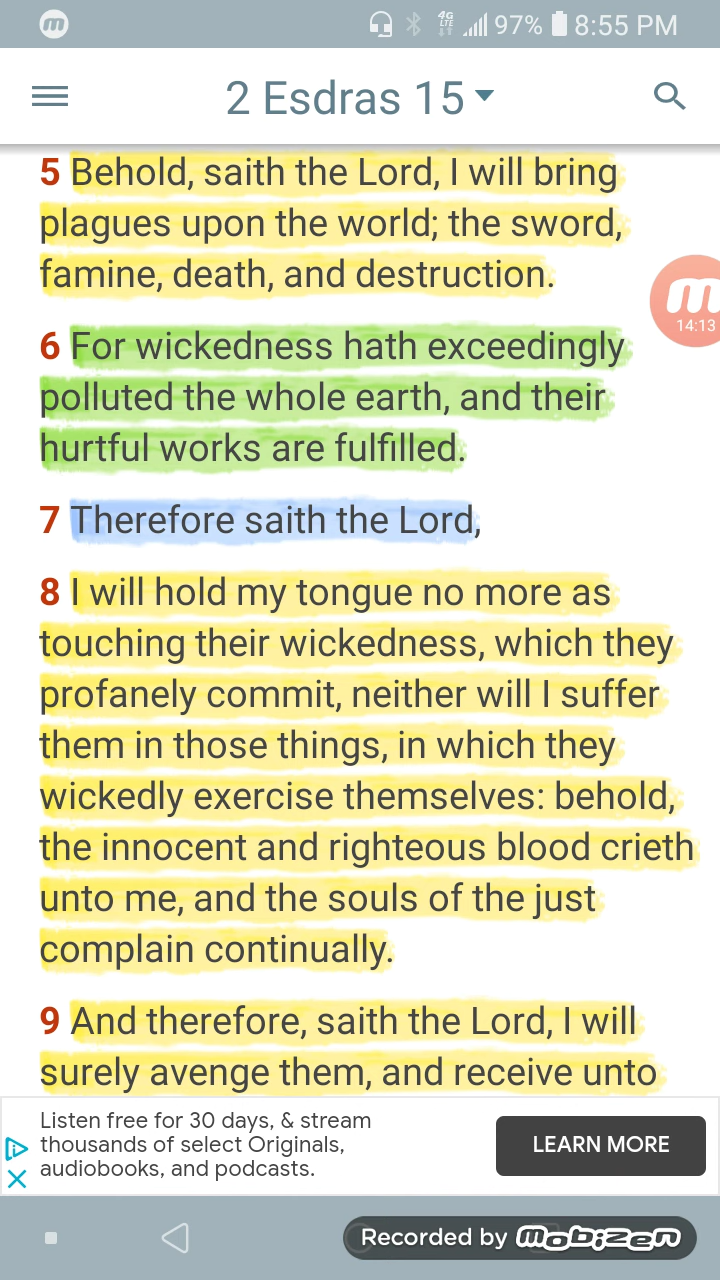 m 4G LTE 97% 8:55 PM
2 Esdras 15
5 Behold, saith the Lord, I will bring
plagues upon the world; the sword,
famine, death, and destruction.
m
14:13
6 For wickedness hath exceedingly
polluted the whole earth, and their
hurtful works are fulfilled.
7 Therefore saith the Lord,
8 I will hold my tongue no more as
touching their wickedness, which they
profanely commit, neither will I suffer
them in those things, in which they
wickedly exercise themselves: behold,
the innocent and righteous blood crieth
unto me, and the souls of the just
complain continually.
9 And therefore, saith the Lord, I will
surely avenge them, and receive unto
Listen free for 30 days, & stream
thousands of select Originals,
audiobooks, and podcasts.
LEARN MORE
Recorded by mobizen